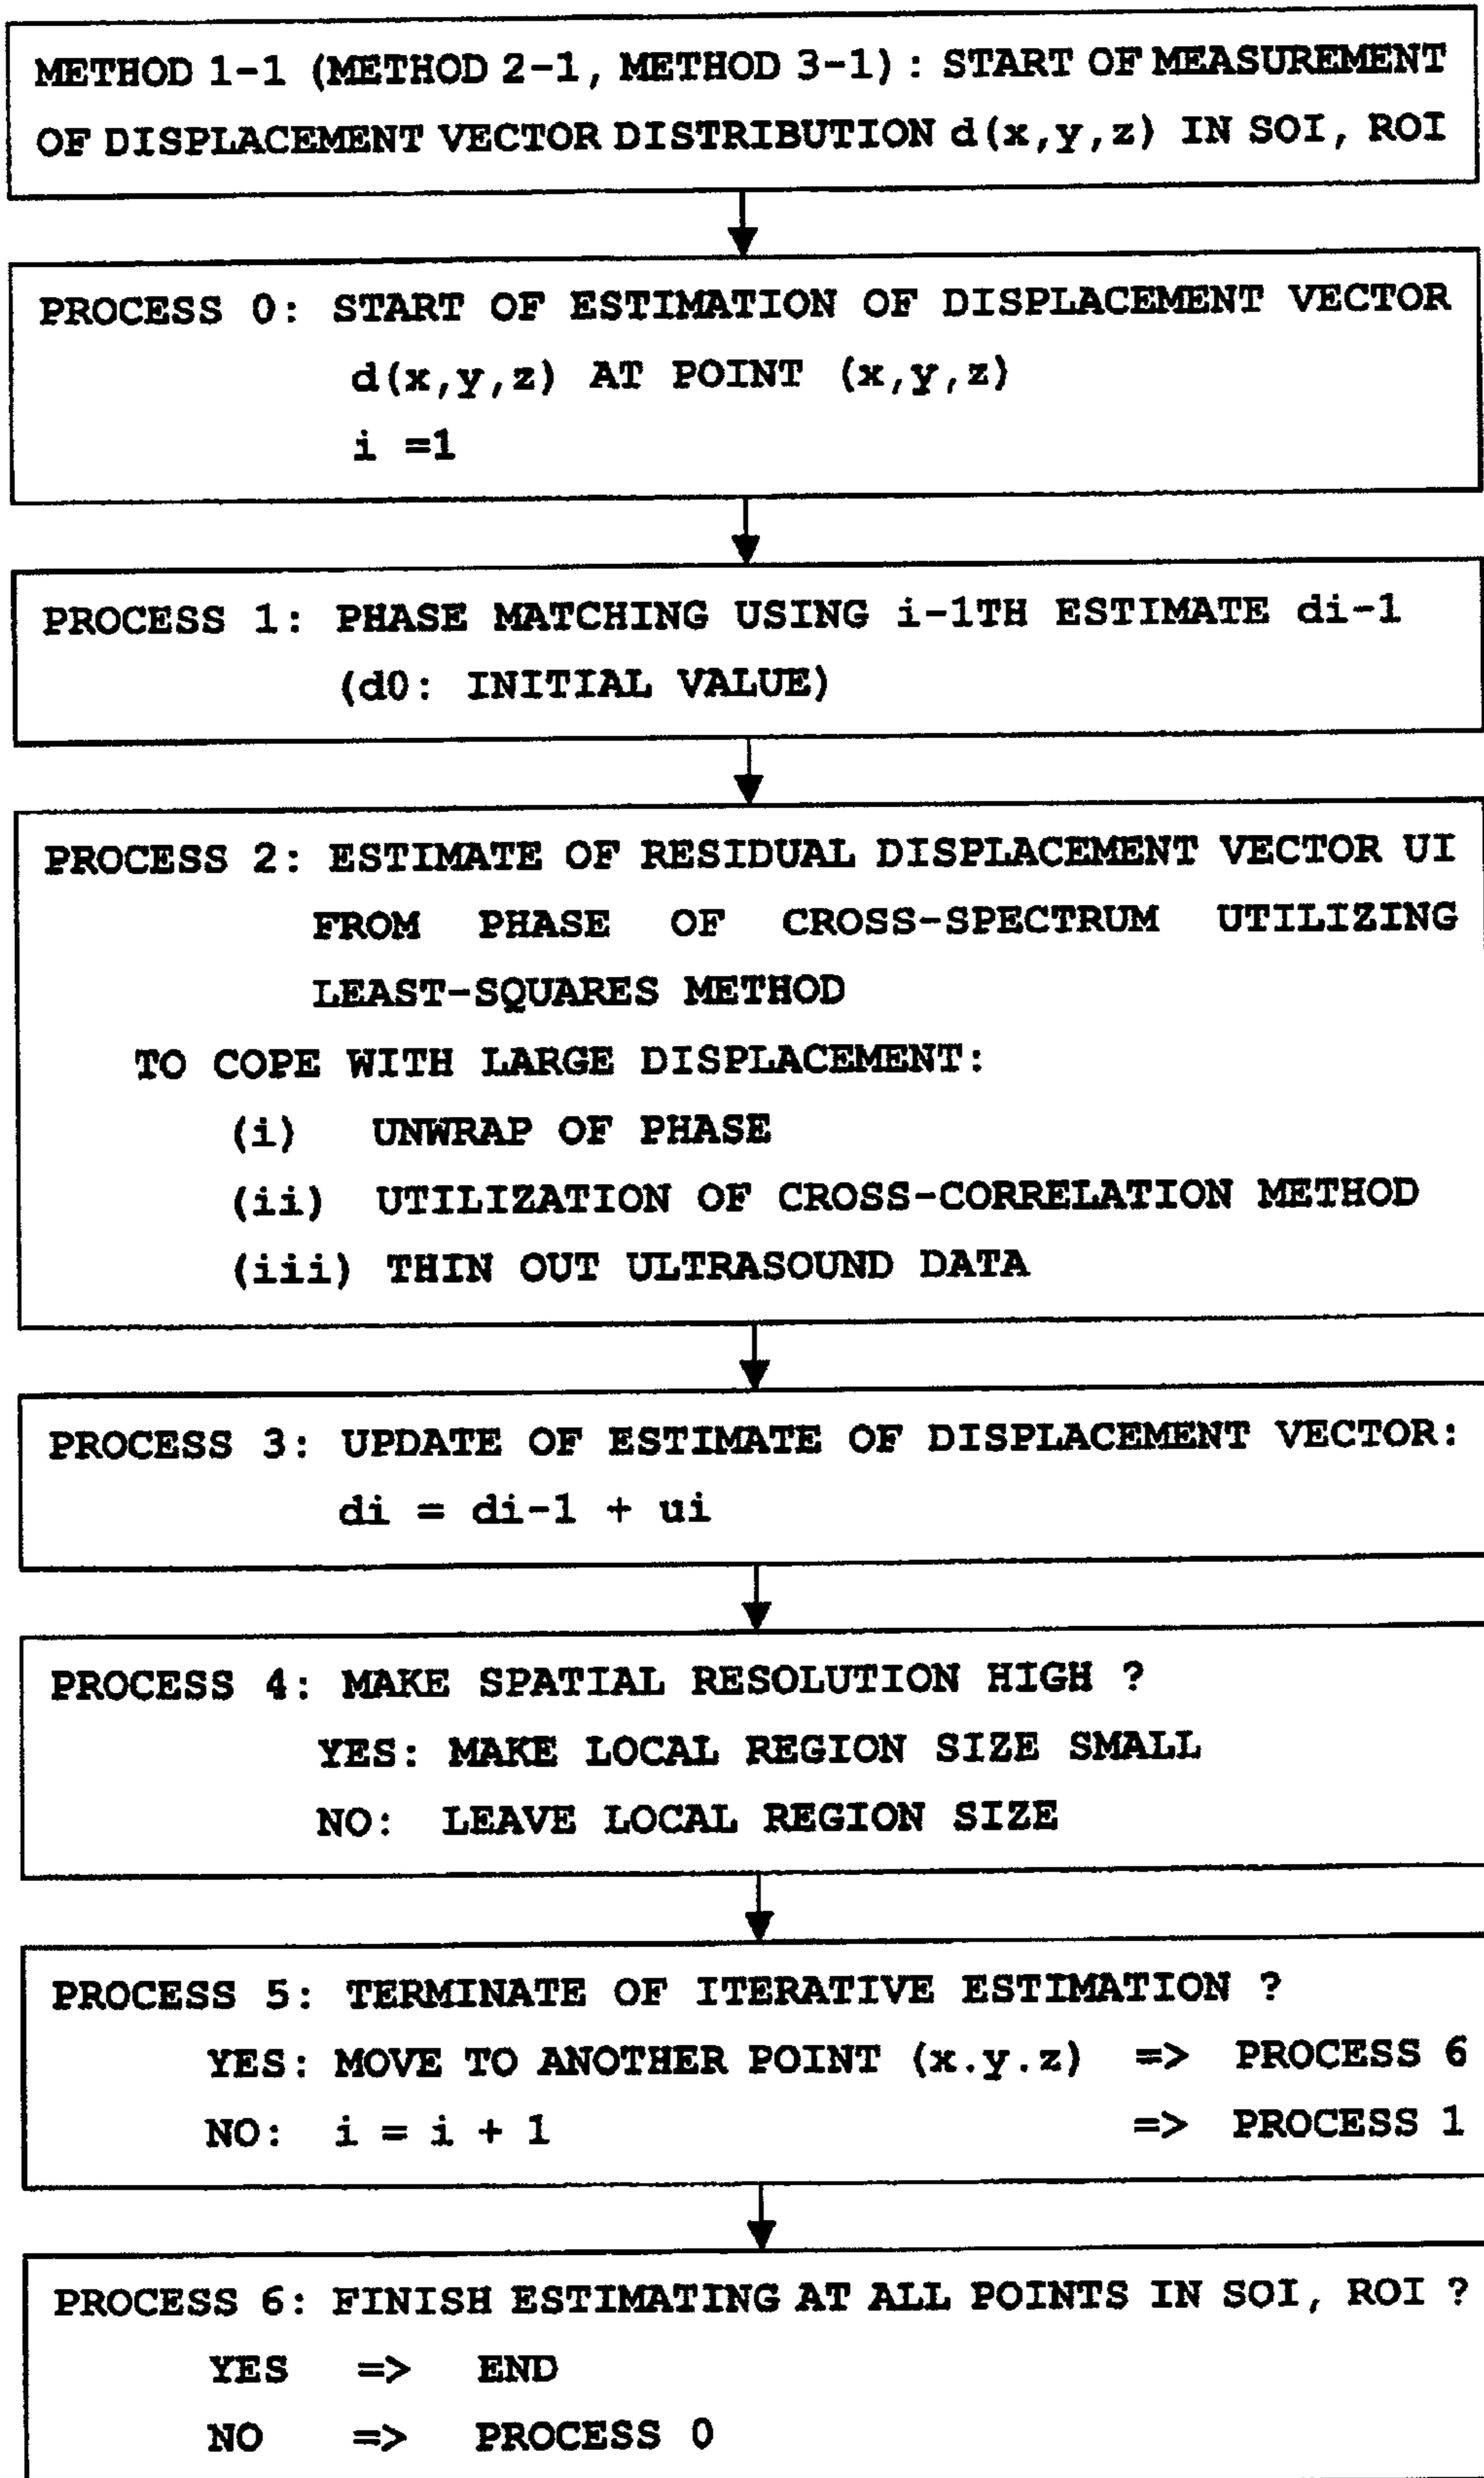 METHOD 1-1 (METHOD 2-1, METHOD 3-1) : START OF MEASUREMENT
OF DISPLACEMENT VECTOR DISTRIBUTION d(x,y,z) IN SOI, ROI
PROCESS 0: START OF ESTIMATION OF DISPLACEMENT VECTOR
d(x,y,z) AT POINT (x,y,z)
i =1
PROCESS 1: PHASE MATCHING USING i-1TH ESTIMATE di-1
(d0: INITIAL VALUE)
PROCESS 2: ESTIMATE OF RESIDUAL DISPLACEMENT VECTOR UI
FROM PHASE OF CROSS-SPECTRUM UTILIZING
LEAST-SQUARES METHOD
TO COPE WITH LARGE DISPLACEMENT:
(i) UNWRAP OF PHASE
(ii) UTILIZATION OF CROSS-CORRELATION METHOD
(iii) THIN OUT ULTRASOUND DATA
PROCESS 3: UPDATE OF ESTIMATE OF DISPLACEMENT VECTOR:
di = di-1 + ui
PROCESS 4: MAKE SPATIAL RESOLUTION HIGH ?
YES: MAKE LOCAL REGION SIZE SMALL
NO: LEAVE LOCAL REGION SIZE
PROCESS 5: TERMINATE OF ITERATIVE ESTIMATION ?
YES: MOVE TO ANOTHER POINT (x.y.z) => PROCESS 6
NO: i = i + 1 => PROCESS 1
PROCESS 6: FINISH ESTIMATING AT ALL POINTS IN SOI, ROI ?
YES => END
NO => PROCESS 0